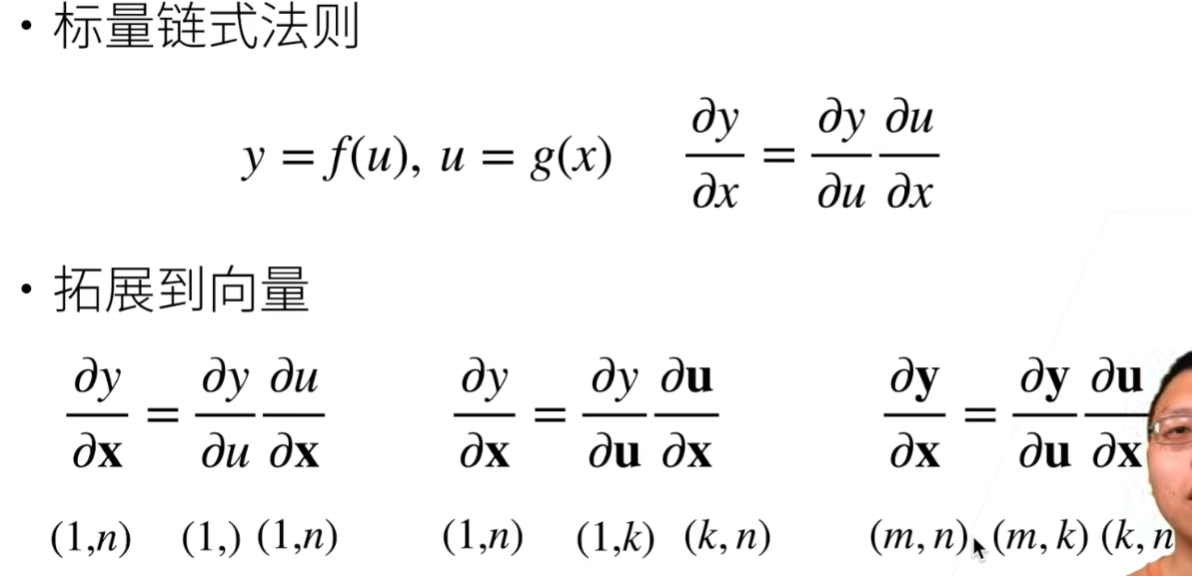 • 标量链式法则
y = f(u), u = g(x) ∂y/∂x = ∂y/∂u ∂u/∂x
• 拓展到向量
∂y/∂𝐱 = ∂y/∂u ∂u/∂𝐱 ∂y/∂𝐱 = ∂y/∂𝐮 ∂𝐮/∂𝐱 ∂𝐲/∂𝐱 = ∂𝐲/∂𝐮 ∂𝐮/∂𝐱
(1,n) (1,) (1,n) (1,n) (1,k) (k, n) (m, n) (m, k) (k, n